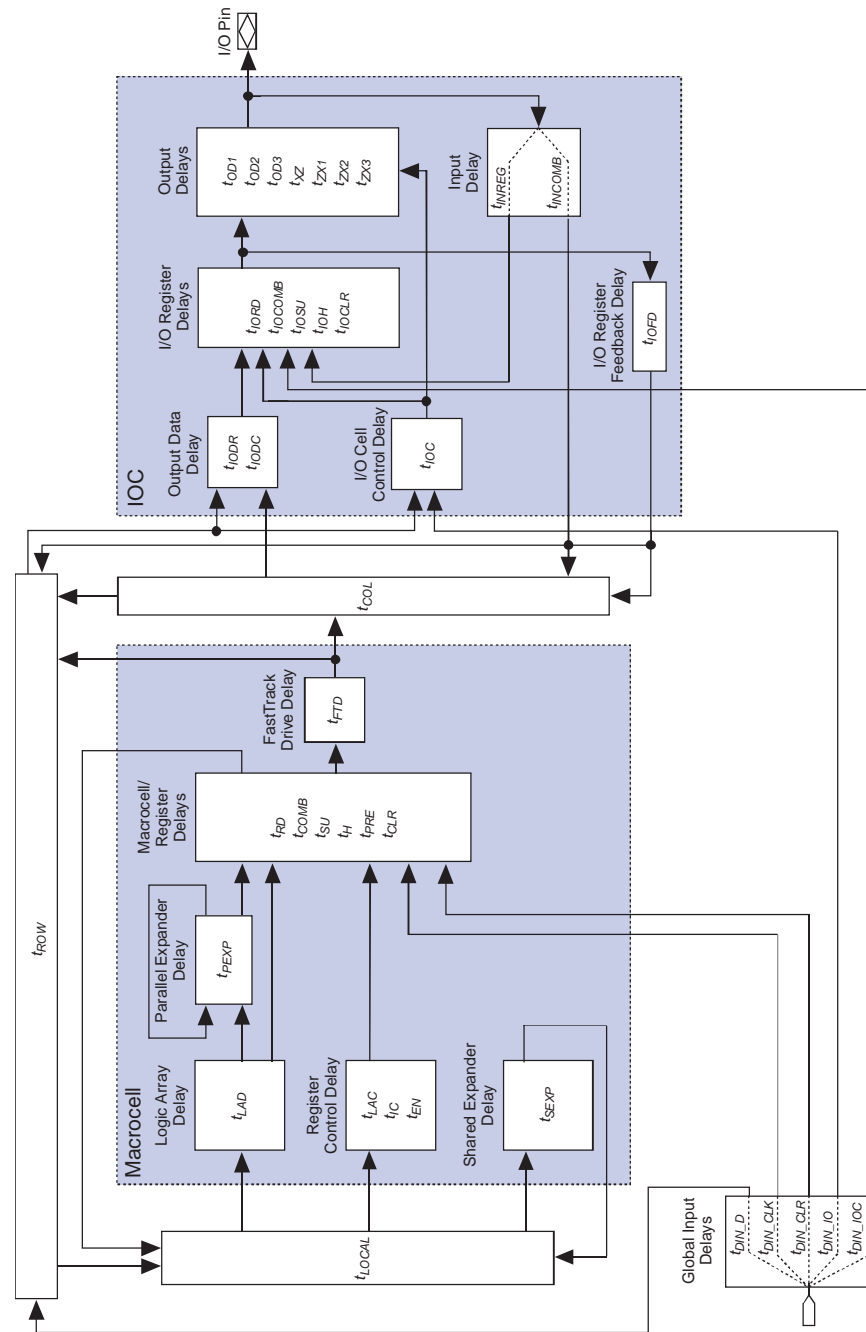 I/O Pin
IOC
Output
Delays
tOD1
tOD2
tOD3
tXZ
tZX1
tZX2
tZX3
Input
Delay
tINREG
tINCOMB
I/O Register
Delays
tIORD
tIOCOMB
tIOSU
tIOH
tIOCLR
I/O Register
Feedback Delay
tIOFD
Output Data
Delay
tIODR
tIODC
I/O Cell
Control Delay
tIOC
tROW
tCOL
Macrocell
FastTrack
Drive Delay
tFTD
Macrocell/
Register
Delays
tRD
tCOMB
tSU
tH
tPRE
tCLR
Parallel Expander
Delay
tPEXP
Logic Array
Delay
tLAD
Register
Control Delay
tLAC
tIC
tEN
Shared Expander
Delay
tSEXP
tLOCAL
Global Input
Delays
tDIN_D
tDIN_CLK
tDIN_CLR
tDIN_IO
tDIN_IOC